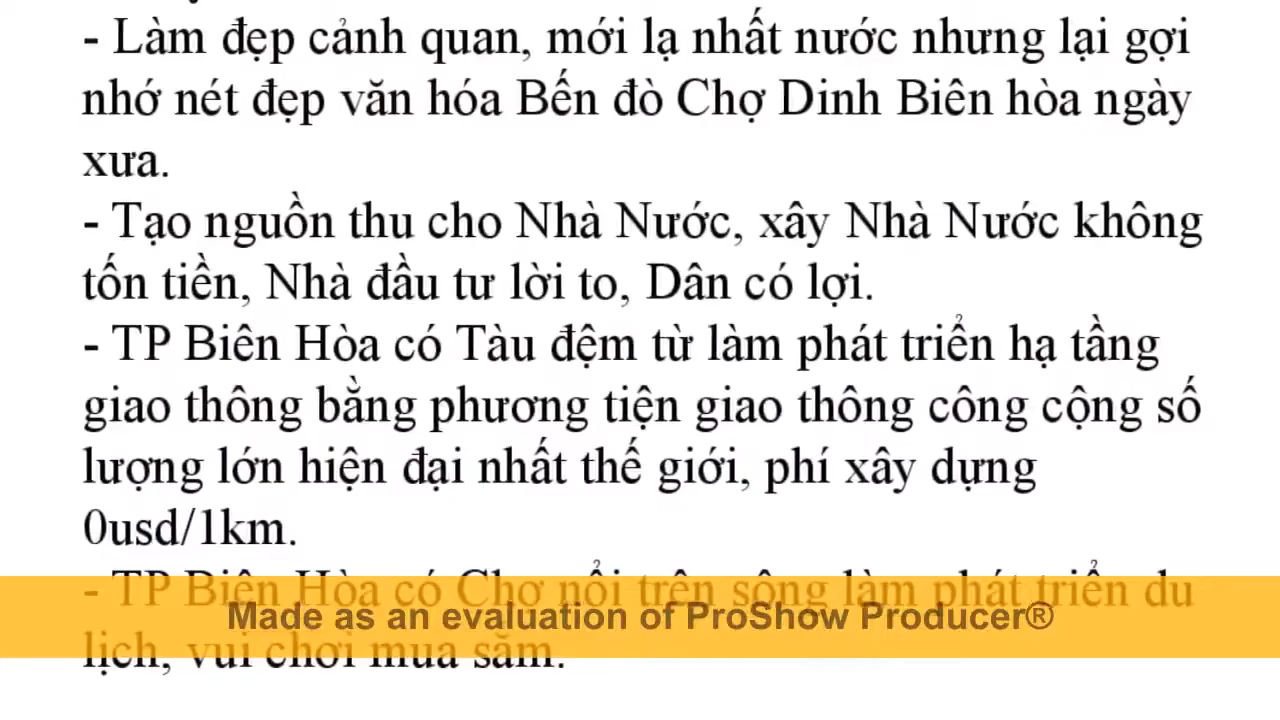 - Làm đẹp cảnh quan, mới lạ nhất nước nhưng lại gợi
nhớ nét đẹp văn hóa Bến đò Chợ Dinh Biên hòa ngày
xưa.
- Tạo nguồn thu cho Nhà Nước, xây Nhà Nước không
tốn tiền, Nhà đầu tư lời to, Dân có lợi.
- TP Biên Hòa có Tàu đệm từ làm phát triển hạ tầng
giao thông bằng phương tiện giao thông công cộng số
lượng lớn hiện đại nhất thế giới, phí xây dựng
0usd/1km.
- TP Biên Hòa có Chợ nổi trên sông làm phát triển du
Made as an evaluation of ProShow Producer®
lịch, vui chơi mua sắm.